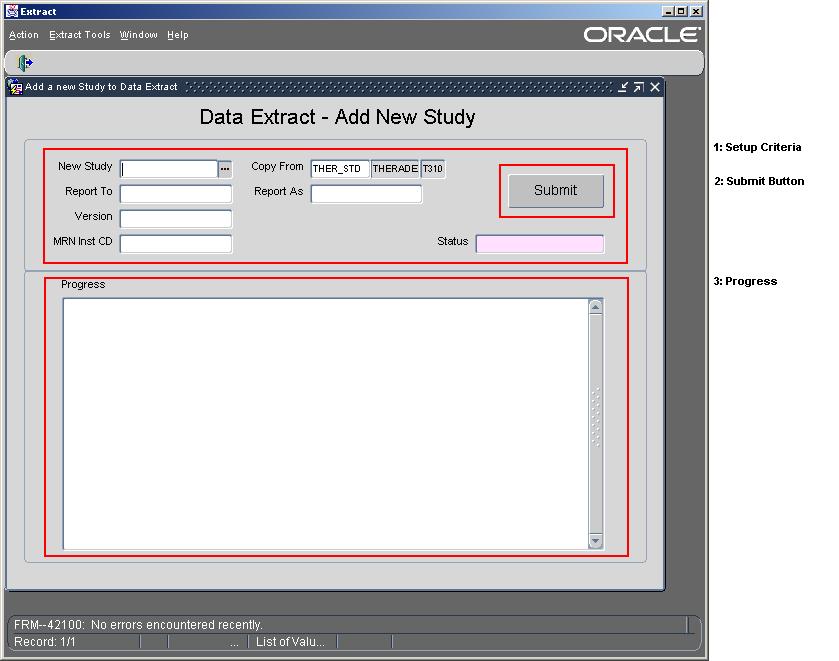 Extract
Action Extract Tools Window Help
ORACLE
Add a new Study to Data Extract
Data Extract - Add New Study
New Study ... Copy From THER_STD THERADE T310
Report To Report As
Submit
Version
MRN Inst CD Status
Progress
1: Setup Criteria
2: Submit Button
3: Progress
FRM--42100: No errors encountered recently.
Record: 1/1 ... List of Valu...